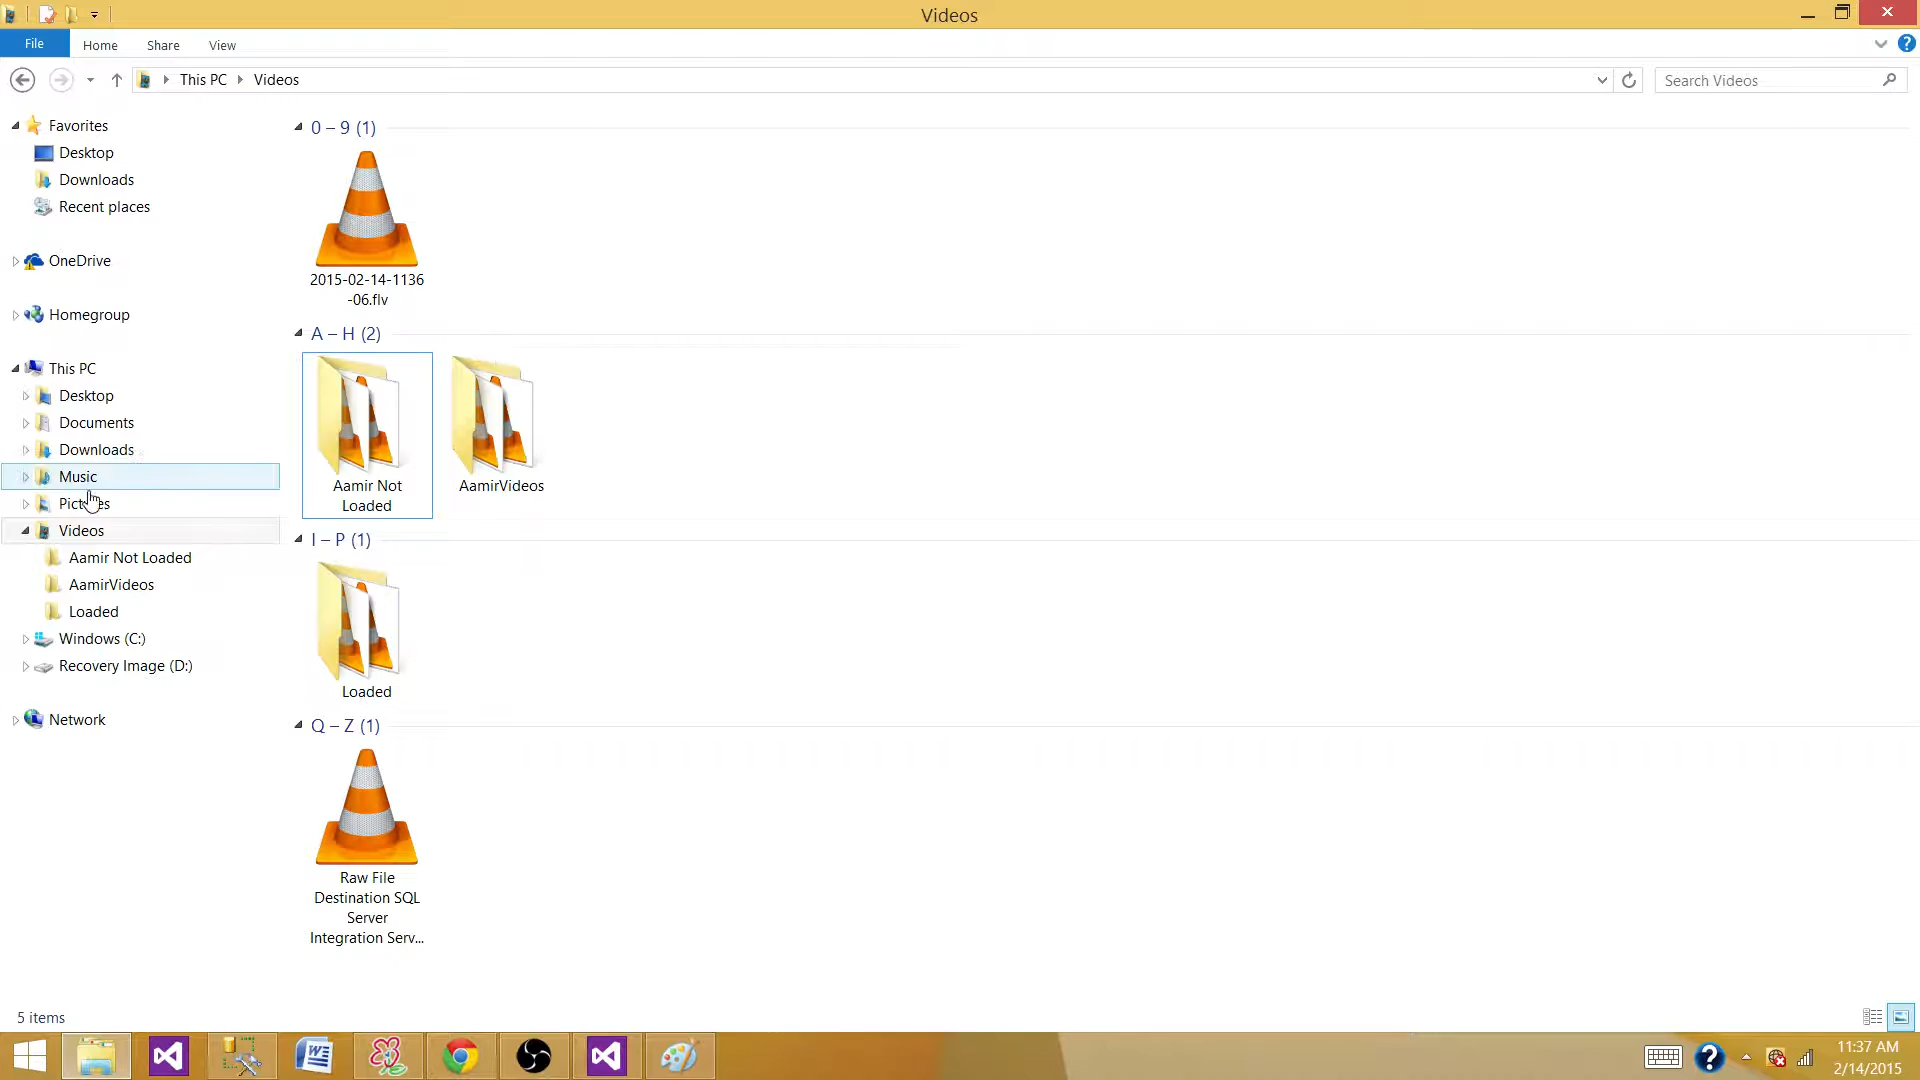 Videos
File
Home
Share
View
This PC
Videos
Search Videos
Favorites
Desktop
Downloads
Recent places
OneDrive
Homegroup
This PC
Desktop
Documents
Downloads
Music
Pictures
Videos
Aamir Not Loaded
AamirVideos
Loaded
Windows (C:)
Recovery Image (D:)
Network
0 – 9 (1)
2015-02-14-1136
-06.flv
A – H (2)
Aamir Not
Loaded
AamirVideos
I – P (1)
Loaded
Q – Z (1)
Raw File
Destination SQL
Server
Integration Serv...
5 items
11:37 AM
2/14/2015